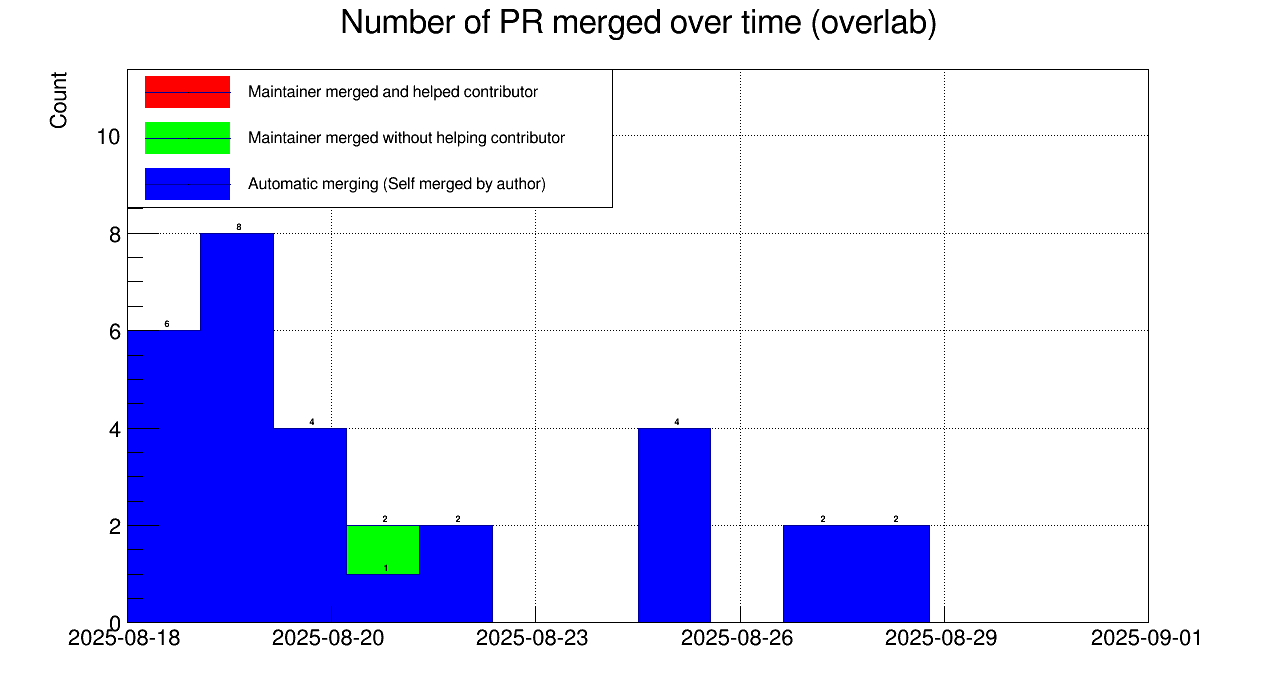 Number of PR merged over time (overlab)
Count
Maintainer merged and helped contributor
Maintainer merged without helping contributor
Automatic merging (Self merged by author)
10
8
6
4
2
0
6
8
4
2
1
2
4
2
2
2025-08-18 2025-08-20 2025-08-23 2025-08-26 2025-08-29 2025-09-01